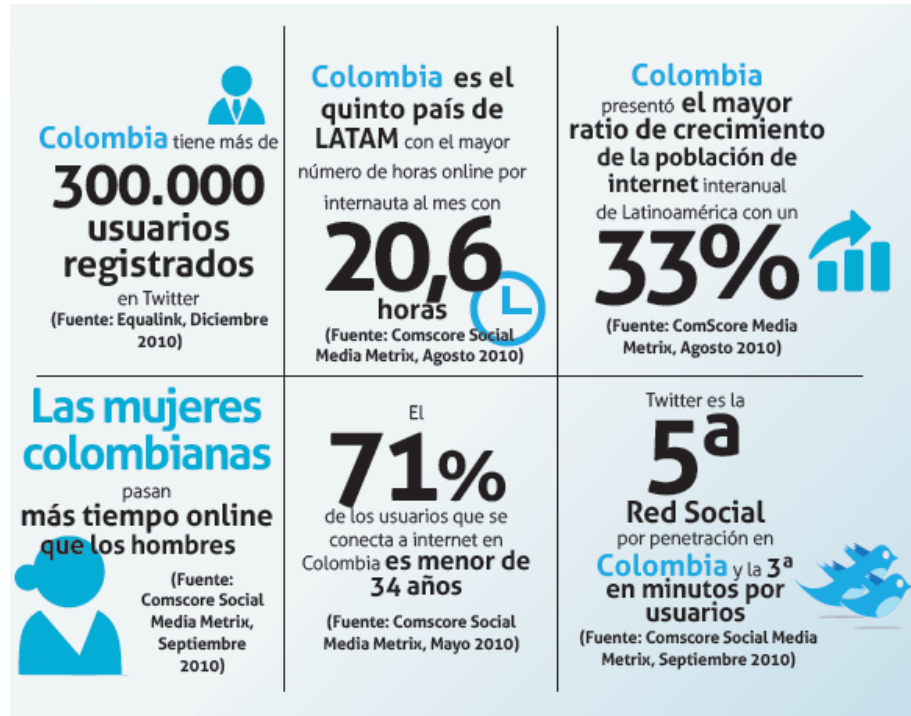 Colombia tiene más de
300.000
usuarios
registrados
en Twitter
(Fuente: Equalink, Diciembre
2010)
Colombia es el
quinto país de
LATAM con el mayor
número de horas online por
internauta al mes con
20,6
horas
(Fuente: Comscore Social
Media Metrix, Agosto 2010)
Colombia
presentó el mayor
ratio de crecimiento
de la población de
internet interanual
de Latinoamérica con un
33%
(Fuente: ComScore Media
Metrix, Agosto 2010)
Las mujeres
colombianas
pasan
más tiempo online
que los hombres
(Fuente:
Comscore Social
Media Metrix,
Septiembre
2010)
El
71%
de los usuarios que se
conecta a internet en
Colombia es menor de
34 años
(Fuente: Comscore Social
Media Metrix, Mayo 2010)
Twitter es la
5ª
Red Social
por penetración en
Colombia y la 3ª
en minutos por
usuarios
(Fuente: Comscore Social Media
Metrix, Septiembre 2010)